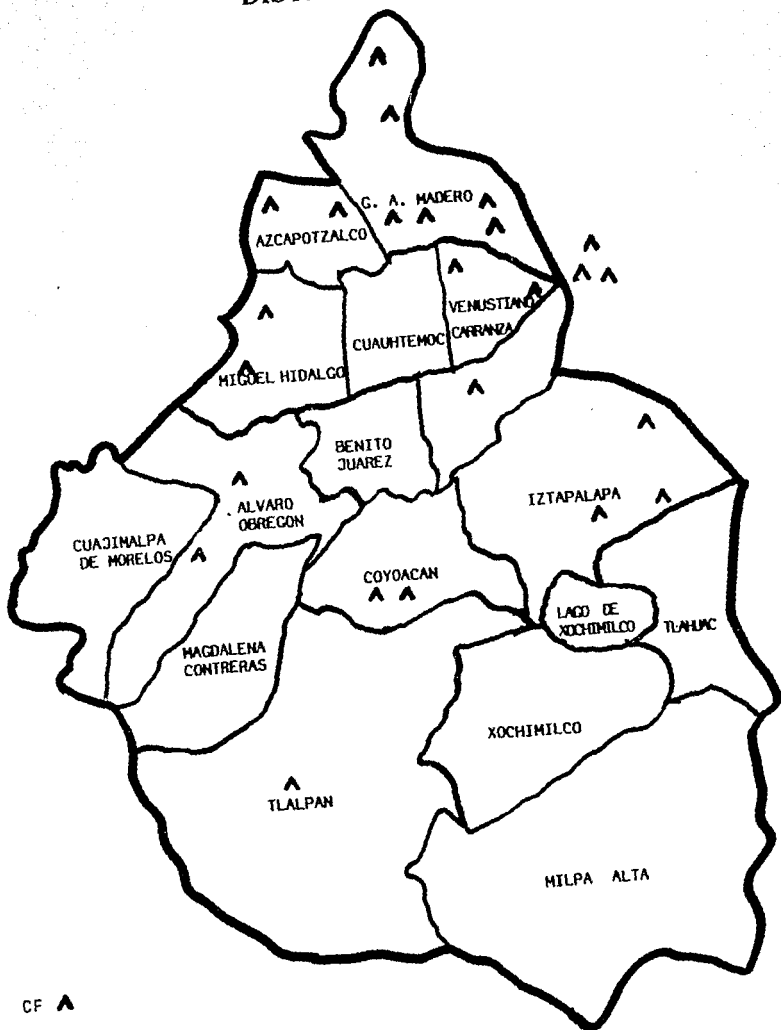 G. A. MADERO
AZCAPOTZALCO
VENUSTIANO
CARRANZA
CUAUHTEMOC
MIGUEL HIDALGO
BENITO
JUAREZ
IZTAPALAPA
ALVARO
OBREGON
CUAJIMALPA
DE MORELOS
COYOACAN
LAGO DE
XOCHIMILCO
TLAHUAC
MAGDALENA
CONTRERAS
XOCHIMILCO
TLALPAN
MILPA ALTA
CF